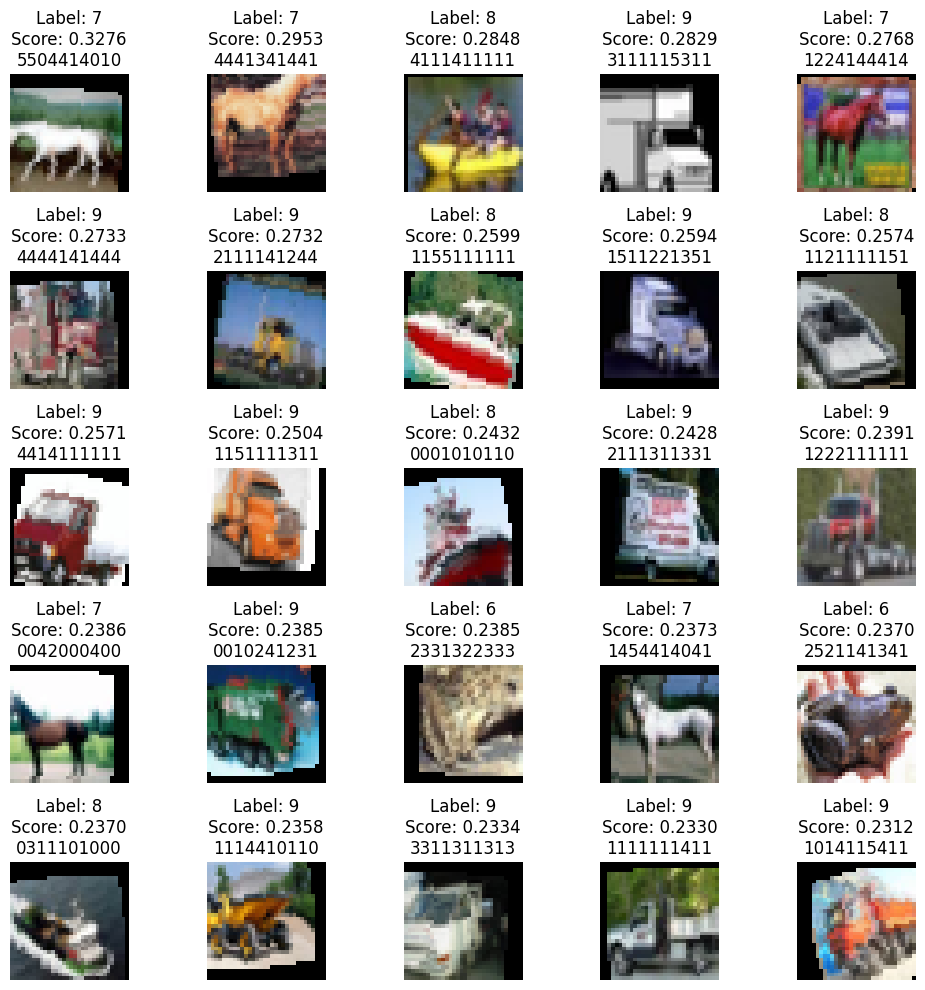 Label: 7
Score: 0.3276
5504414010
Label: 7
Score: 0.2953
4441341441
Label: 8
Score: 0.2848
4111411111
Label: 9
Score: 0.2829
3111115311
Label: 7
Score: 0.2768
1224144414
Label: 9
Score: 0.2733
4444141444
Label: 9
Score: 0.2732
2111141244
Label: 8
Score: 0.2599
1155111111
Label: 9
Score: 0.2594
1511221351
Label: 8
Score: 0.2574
1121111151
Label: 9
Score: 0.2571
4414111111
Label: 9
Score: 0.2504
1151111311
Label: 8
Score: 0.2432
0001010110
Label: 9
Score: 0.2428
2111311331
Label: 9
Score: 0.2391
1222111111
Label: 7
Score: 0.2386
0042000400
Label: 9
Score: 0.2385
0010241231
Label: 6
Score: 0.2385
2331322333
Label: 7
Score: 0.2373
1454414041
Label: 6
Score: 0.2370
2521141341
Label: 8
Score: 0.2370
0311101000
Label: 9
Score: 0.2358
1114410110
Label: 9
Score: 0.2334
3311311313
Label: 9
Score: 0.2330
1111111411
Label: 9
Score: 0.2312
1014115411